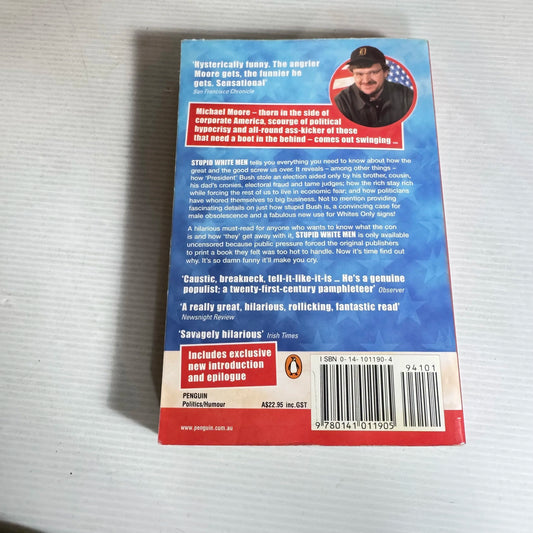 'Hysterically funny. The angrier
Moore gets, the funnier he
gets. Sensational'
San Francisco Chronicle
Michael Moore – thorn in the side of
corporate America, scourge of political
hypocrisy and all-round ass-kicker of those
that need a boot in the behind – comes out swinging ...
STUPID WHITE MEN tells you everything you need to know about how the
great and the good screw us over. It reveals – among other things –
how 'President' Bush stole an election aided only by his brother, cousin,
his dad's cronies, electoral fraud and tame judges; how the rich stay rich
while forcing the rest of us to live in economic fear; and how politicians
have whored themselves to big business. Not to mention providing
fascinating details on just how stupid Bush is, a convincing case for
male obsolescence and a fabulous new use for Whites Only signs!
A hilarious must-read for anyone who wants to know what the con
is and how 'they' get away with it, STUPID WHITE MEN is only available
uncensored because public pressure forced the original publishers
to print a book they felt was too hot to handle. Now it's time find out
why. It's so damn funny it'll make you cry.
'Caustic, breakneck, tell-it-like-it-is ... He's a genuine
populist: a twenty-first-century pamphleteer' Observer
'A really great, hilarious, rollicking, fantastic read'
Newsnight Review
'Savagely hilarious' Irish Times
Includes exclusive
new introduction
and epilogue
PENGUIN
Politics/Humour
A$22.95 inc.GST
www.penguin.com.au
ISBN 0-14-101190-4
94101
9 780141 011905